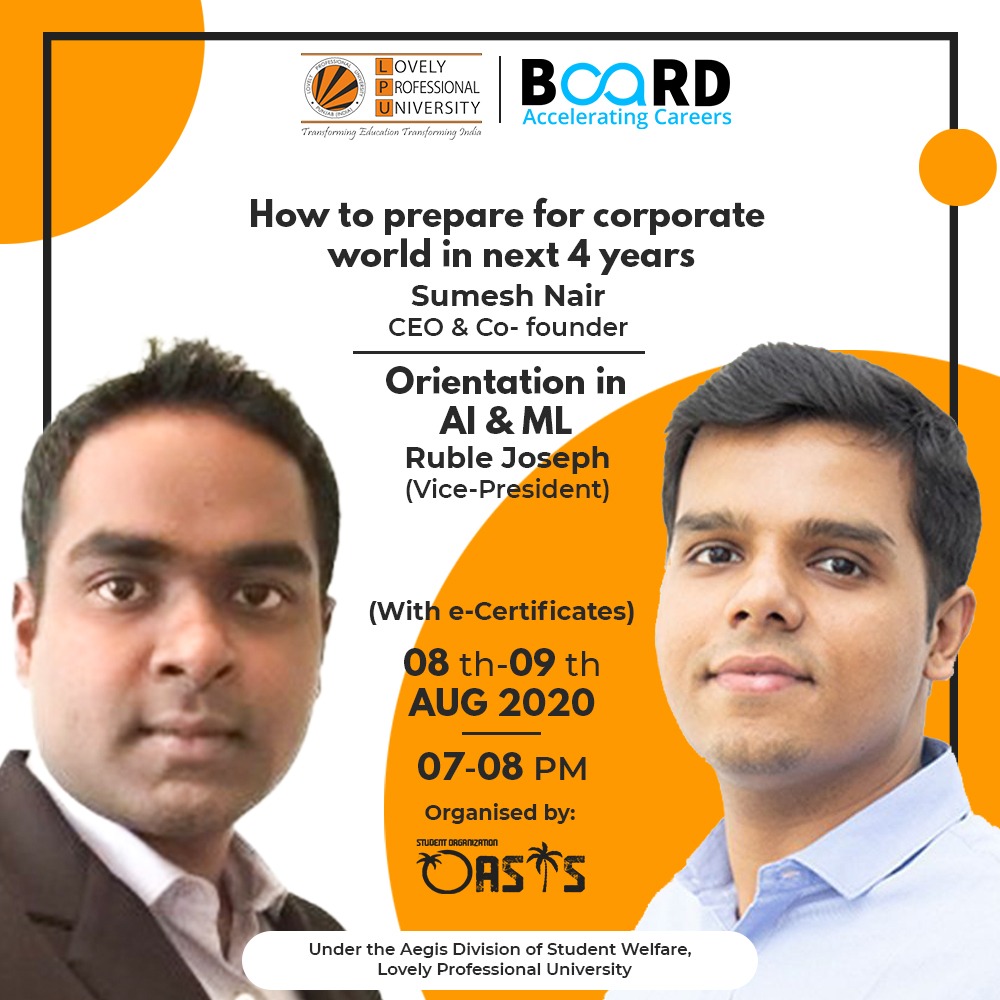 LOVELY
PROFESSIONAL
UNIVERSITY
Transforming Education Transforming India
BOARD
Accelerating Careers
How to prepare for corporate
world in next 4 years
Sumesh Nair
CEO & Co- founder
Orientation in
AI & ML
Ruble Joseph
(Vice-President)
(With e-Certificates)
08 th-09 th
AUG 2020
07-08 PM
Organised by:
STUDENT ORGANIZATION
OASIS
Under the Aegis Division of Student Welfare,
Lovely Professional University